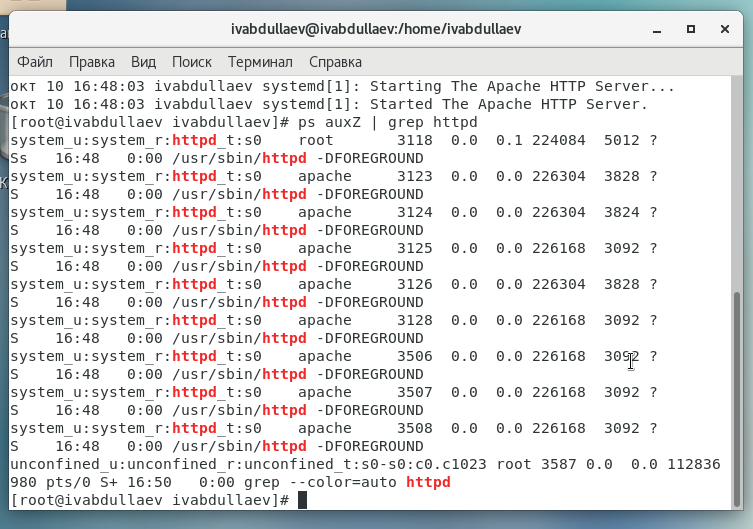 ivabdullaev@ivabdullaev:/home/ivabdullaev
Файл Правка Вид Поиск Терминал Справка
окт 10 16:48:03 ivabdullaev systemd[1]: Starting The Apache HTTP Server...
окт 10 16:48:03 ivabdullaev systemd[1]: Started The Apache HTTP Server.
[root@ivabdullaev ivabdullaev]# ps auxZ | grep httpd
system_u:system_r:httpd_t:s0    root       3118  0.0  0.1 224084  5012 ?
Ss   16:48   0:00 /usr/sbin/httpd -DFOREGROUND
system_u:system_r:httpd_t:s0    apache     3123  0.0  0.0 226304  3828 ?
S    16:48   0:00 /usr/sbin/httpd -DFOREGROUND
system_u:system_r:httpd_t:s0    apache     3124  0.0  0.0 226304  3824 ?
S    16:48   0:00 /usr/sbin/httpd -DFOREGROUND
system_u:system_r:httpd_t:s0    apache     3125  0.0  0.0 226168  3092 ?
S    16:48   0:00 /usr/sbin/httpd -DFOREGROUND
system_u:system_r:httpd_t:s0    apache     3126  0.0  0.0 226304  3828 ?
S    16:48   0:00 /usr/sbin/httpd -DFOREGROUND
system_u:system_r:httpd_t:s0    apache     3128  0.0  0.0 226168  3092 ?
S    16:48   0:00 /usr/sbin/httpd -DFOREGROUND
system_u:system_r:httpd_t:s0    apache     3506  0.0  0.0 226168  3092 ?
S    16:48   0:00 /usr/sbin/httpd -DFOREGROUND
system_u:system_r:httpd_t:s0    apache     3507  0.0  0.0 226168  3092 ?
S    16:48   0:00 /usr/sbin/httpd -DFOREGROUND
system_u:system_r:httpd_t:s0    apache     3508  0.0  0.0 226168  3092 ?
S    16:48   0:00 /usr/sbin/httpd -DFOREGROUND
unconfined_u:unconfined_r:unconfined_t:s0-s0:c0.c1023 root 3587 0.0  0.0 112836
980 pts/0 S+ 16:50   0:00 grep --color=auto httpd
[root@ivabdullaev ivabdullaev]#